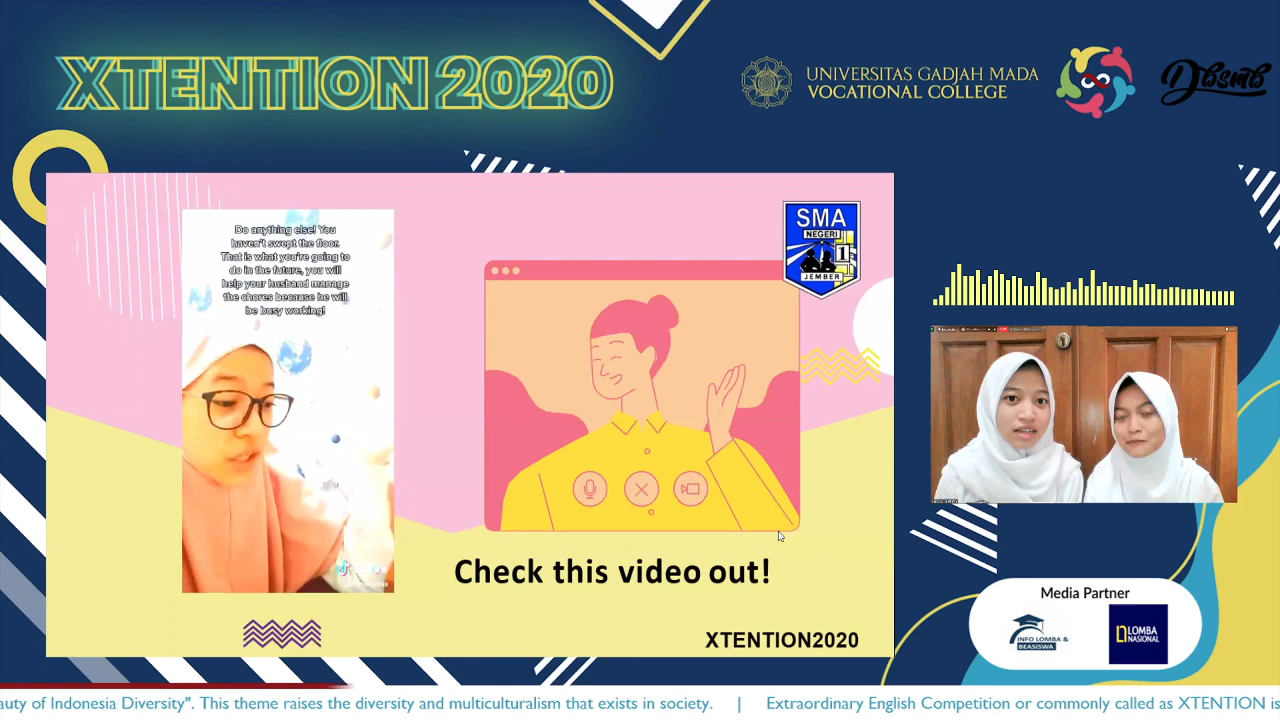 XTENTION 2020
UNIVERSITAS GADJAH MADA
VOCATIONAL COLLEGE
Dbsmb
Do anything else! You
haven't swept the floor.
That is what you're going to
do in the future, you will
help your husband manage
the chores because he will
be busy working!
SMA
NEGERI
1
JEMBER
Check this video out!
XTENTION2020
Media Partner
INFO LOMBA &
BEASISWA
LOMBA
NASIONAL
auty of Indonesia Diversity". This theme raises the diversity and multiculturalism that exists in society. | Extraordinary English Competition or commonly called as XTENTION is